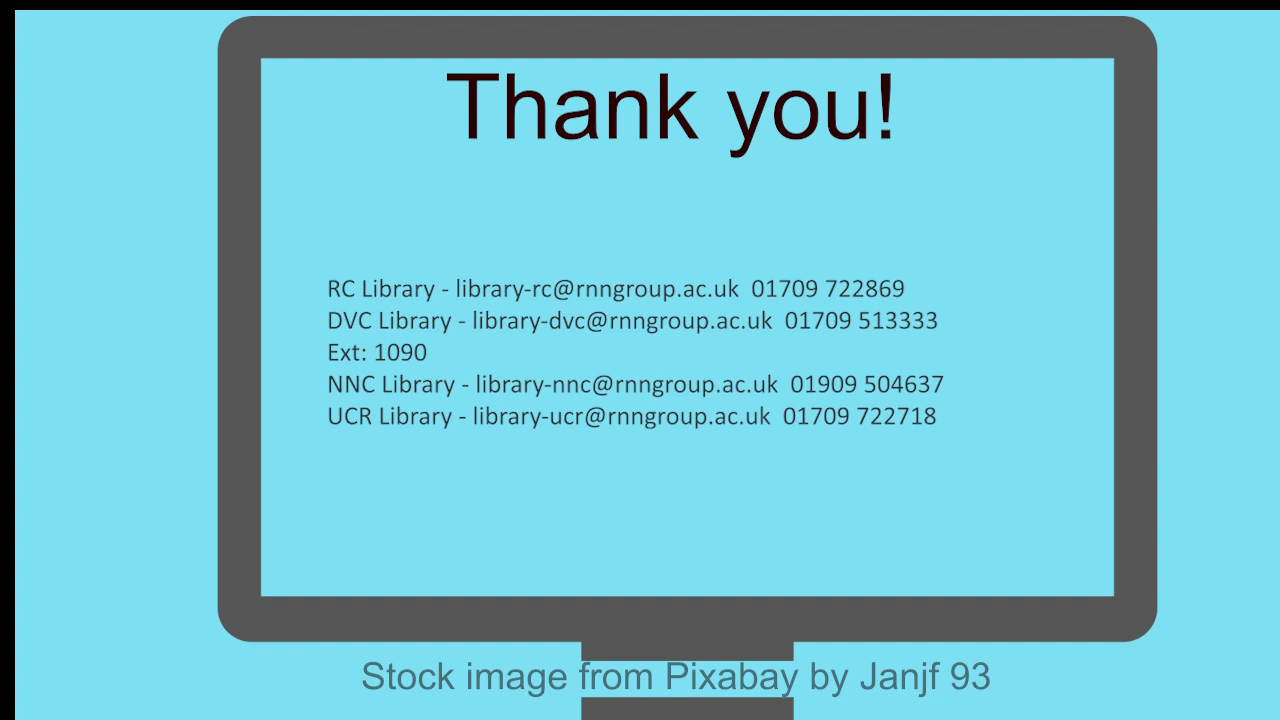 Thank you!
RC Library - library-rc@rnngroup.ac.uk  01709 722869
DVC Library - library-dvc@rnngroup.ac.uk  01709 513333
Ext: 1090
NNC Library - library-nnc@rnngroup.ac.uk  01909 504637
UCR Library - library-ucr@rnngroup.ac.uk  01709 722718
Stock image from Pixabay by Janjf 93